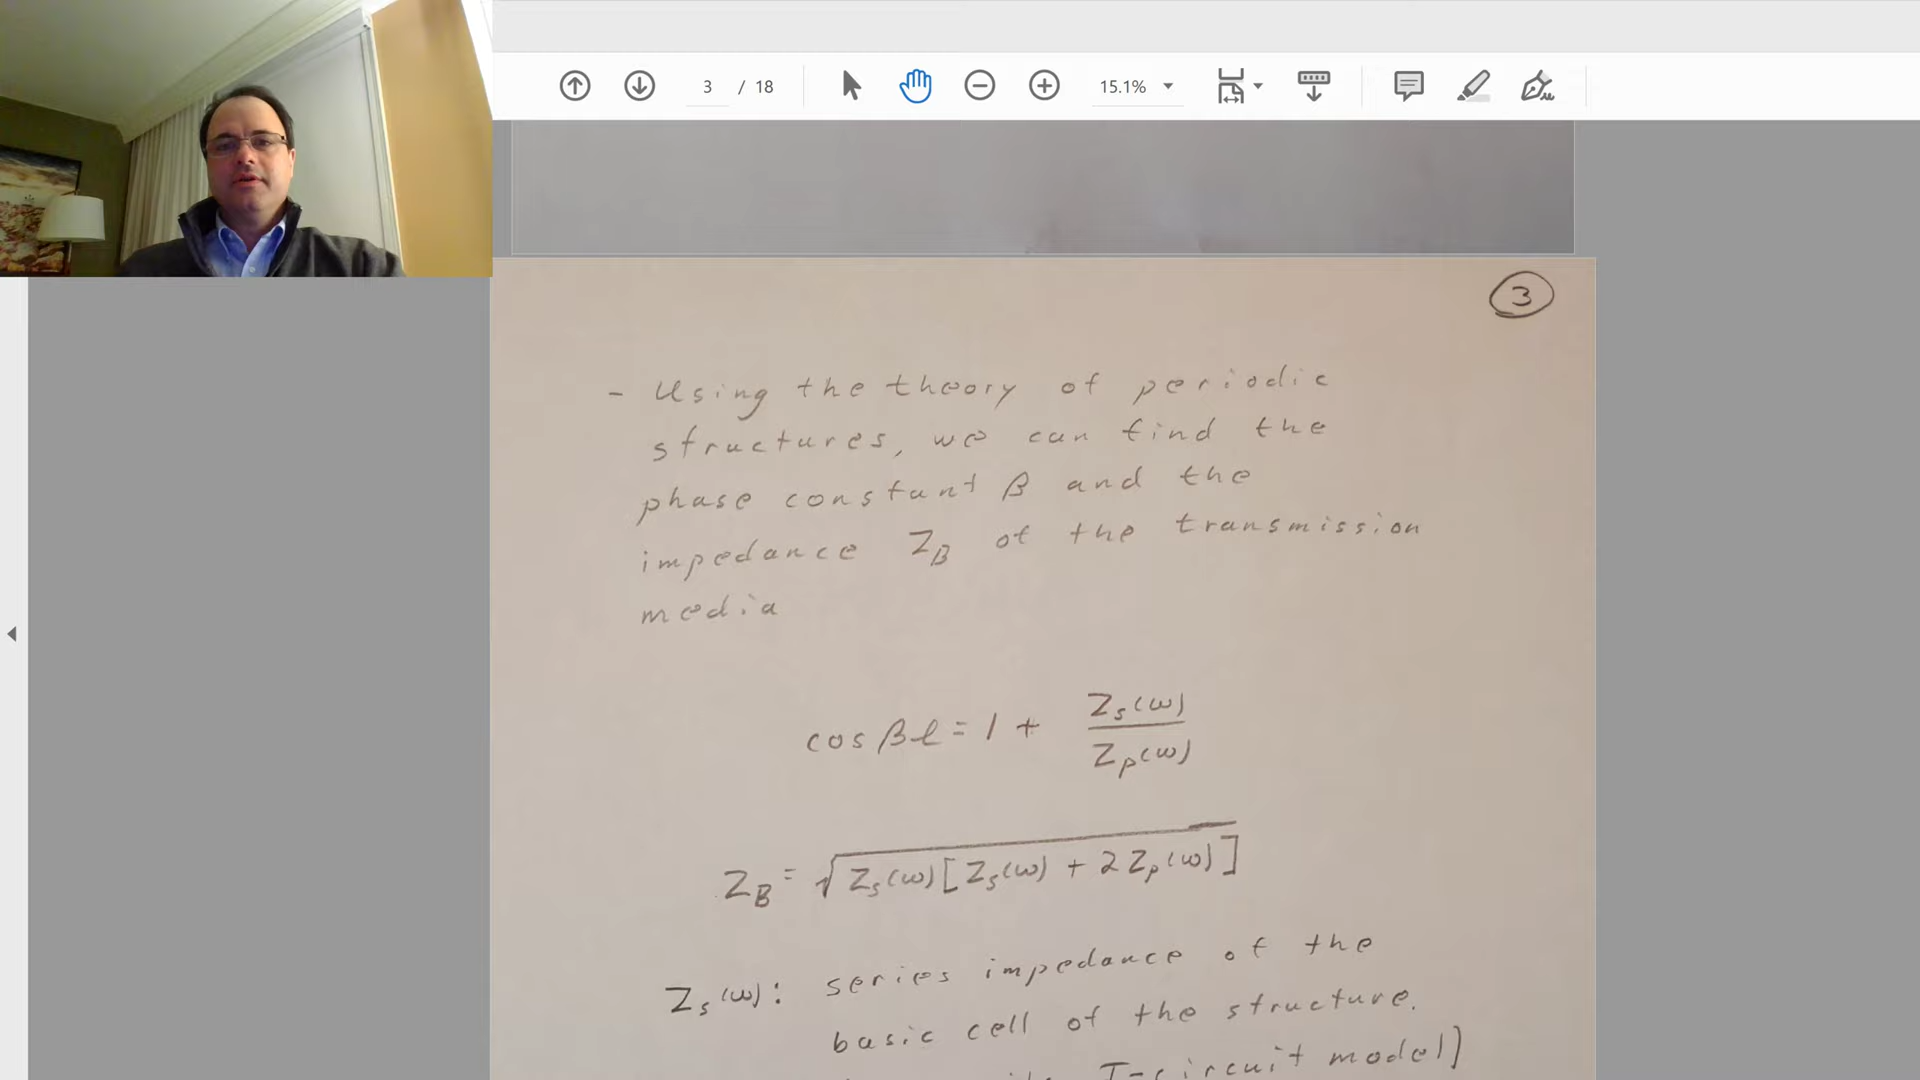 3 / 18
15.1%
3
- Using the theory of periodic
structures, we can find the
phase constant β and the
impedance Z_B of the transmission
media
cos βl = 1 + Z_s(ω) / Z_p(ω)
Z_B = √(Z_s(ω)[Z_s(ω) + 2 Z_p(ω)])
Z_s(ω): series impedance of the
basic cell of the structure.
T-circuit model]